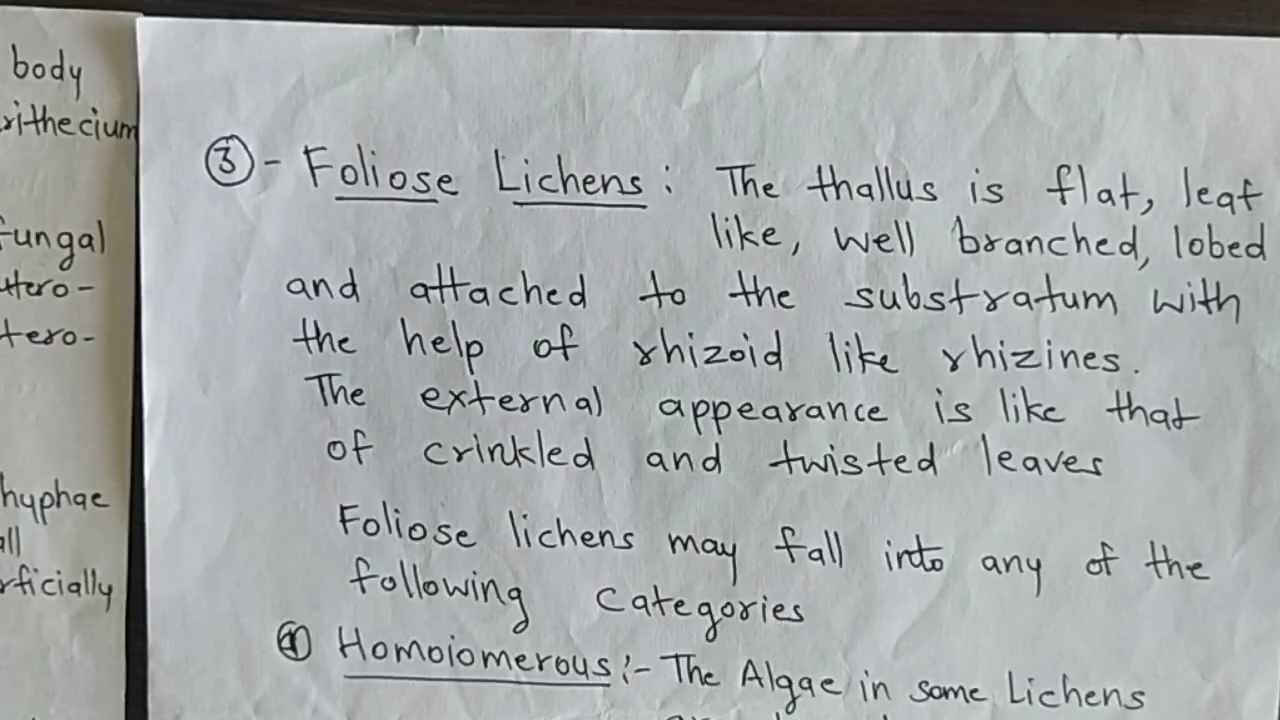 body
rithecium
fungal
tero-
tero-
hyphae
all
rficially
③ - Foliose Lichens: The thallus is flat, leaf
like, well branched, lobed
and attached to the substratum with
the help of rhizoid like rhizines.
The external appearance is like that
of crinkled and twisted leaves
Foliose lichens may fall into any of the
following categories
① Homoiomerous:- The Algae in some Lichens